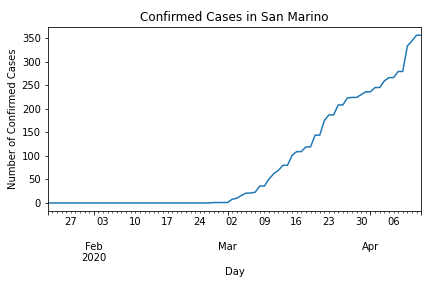 Confirmed Cases in San Marino
Number of Confirmed Cases
350
300
250
200
150
100
50
0
27 03 10 17 24 02 09 16 23 30 06
Feb Mar Apr
2020
Day